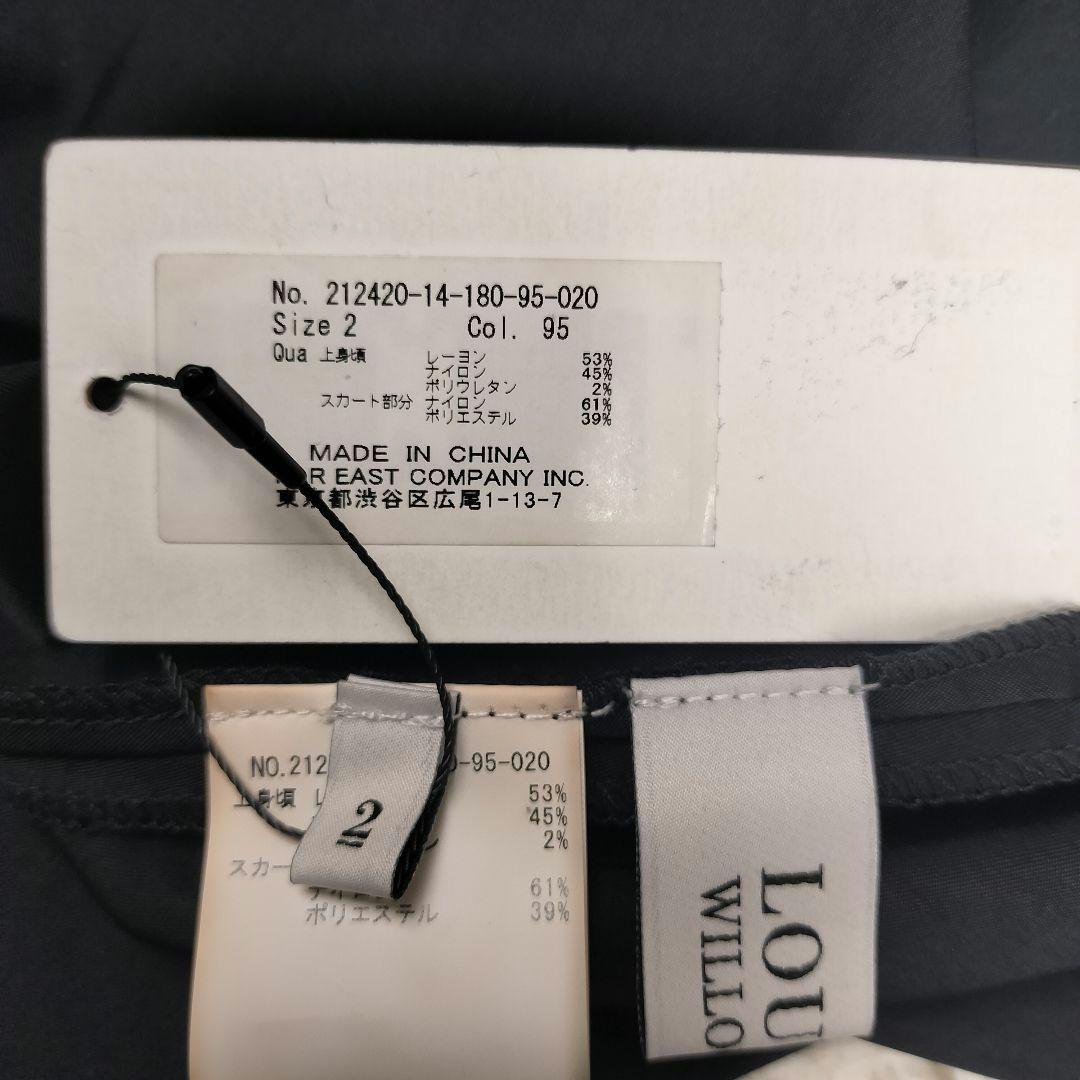 No. 212420-14-180-95-020
Size 2 Col. 95
Qua 上身頃 レーヨン 53%
ナイロン 45%
ポリウレタン 2%
スカート部分 ナイロン 61%
ポリエステル 39%
MADE IN CHINA
EAST COMPANY INC.
東京都渋谷区広尾1-13-7
NO.212 -95-020
上身頃 53%
45%
2%
スカー
61%
ポリエステル 39%
2
LOU
WILLO